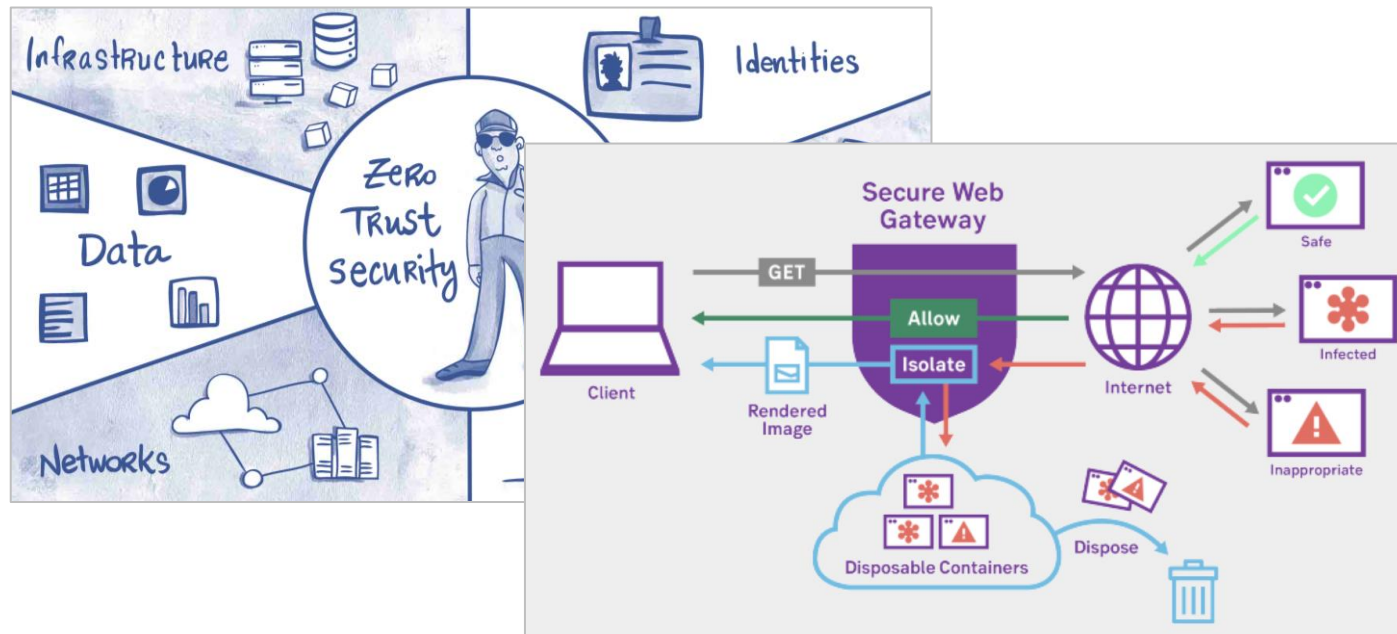 Infrastructure
Identities
Zero
Trust
security
Data
Networks
Secure Web
Gateway
GET
Allow
Isolate
Client
Rendered
Image
Internet
Safe
Infected
Inappropriate
Disposable Containers
Dispose